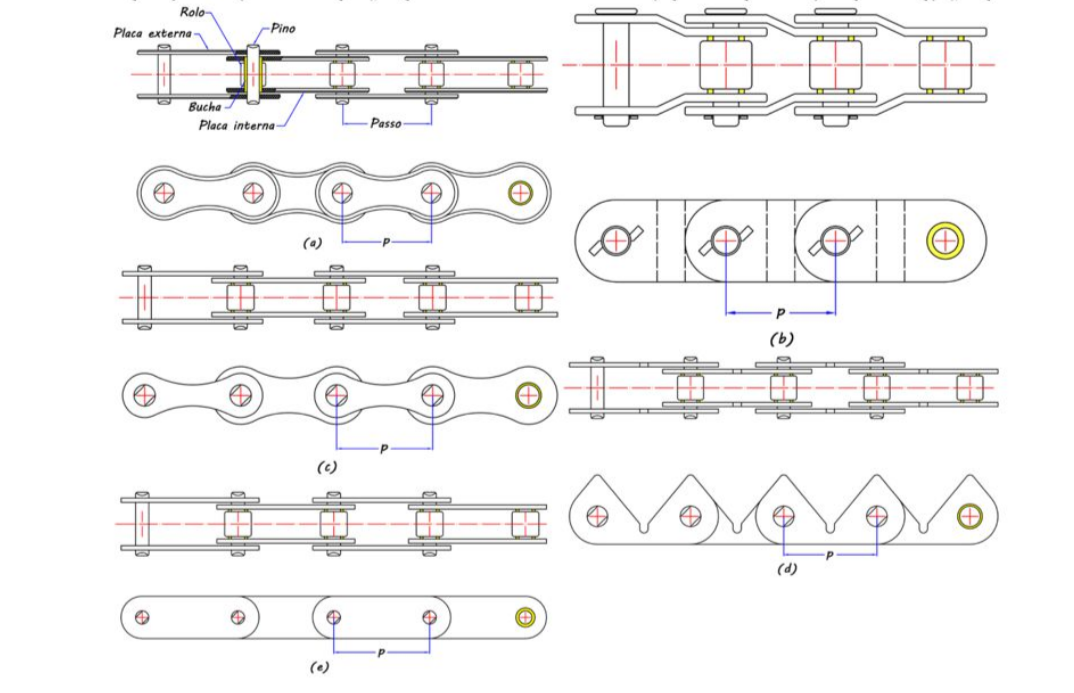 Rolo
Pino
Placa externa
Bucha
Placa interna
Passo
P
(a)
P
(b)
P
(c)
P
(d)
P
(e)